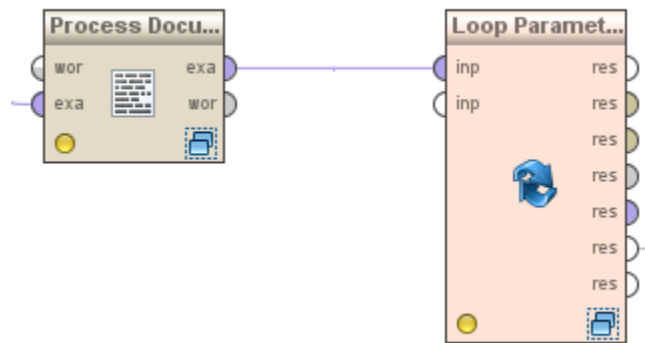 Process Docu...
wor exa
exa wor
Loop Paramet...
inp res
inp res
res
res
res
res
res